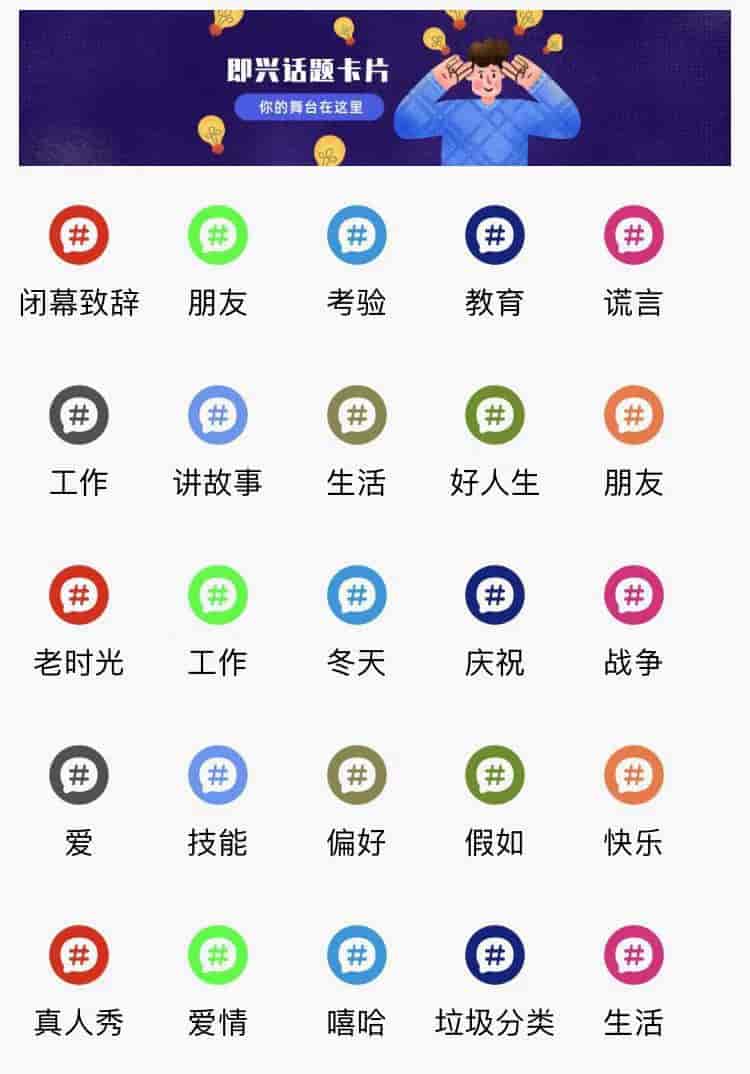 即兴话题卡片
你的舞台在这里
闭幕致辞 朋友 考验 教育 谎言
工作 讲故事 生活 好人生 朋友
老时光 工作 冬天 庆祝 战争
爱 技能 偏好 假如 快乐
真人秀 爱情 嘻哈 垃圾分类 生活